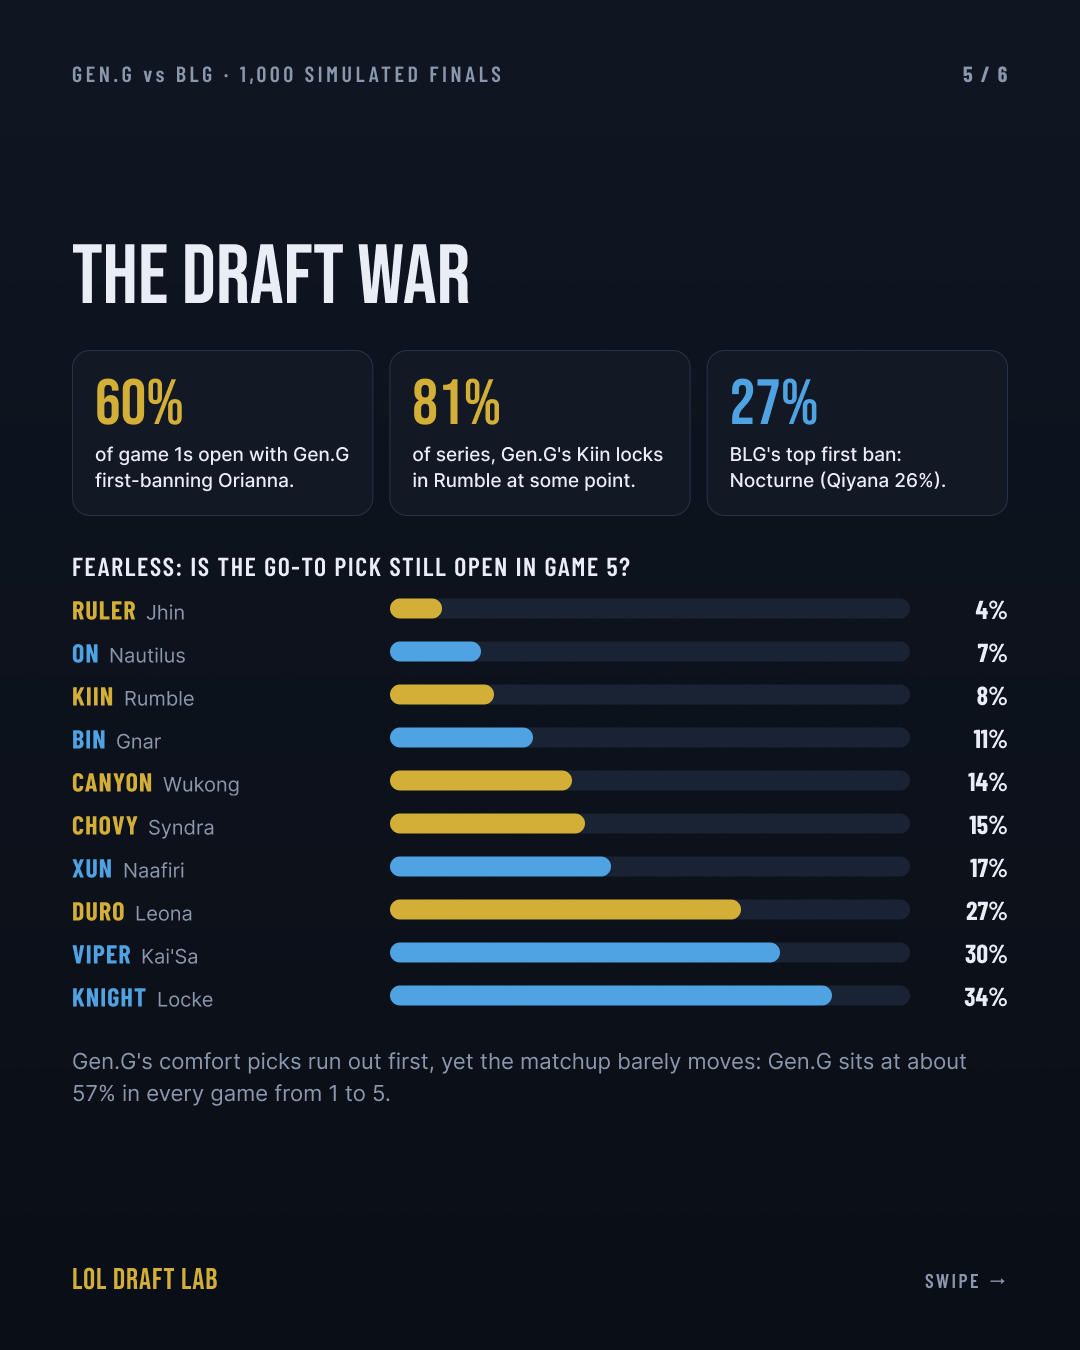 GEN.G vs BLG · 1,000 SIMULATED FINALS
5 / 6
THE DRAFT WAR
60%
of game 1s open with Gen.G
first-banning Orianna.
81%
of series, Gen.G's Kiin locks
in Rumble at some point.
27%
BLG's top first ban:
Nocturne (Qiyana 26%).
FEARLESS: IS THE GO-TO PICK STILL OPEN IN GAME 5?
RULER Jhin 4%
ON Nautilus 7%
KIIN Rumble 8%
BIN Gnar 11%
CANYON Wukong 14%
CHOVY Syndra 15%
XUN Naafiri 17%
DURO Leona 27%
VIPER Kai'Sa 30%
KNIGHT Locke 34%
Gen.G's comfort picks run out first, yet the matchup barely moves: Gen.G sits at about
57% in every game from 1 to 5.
LOL DRAFT LAB
SWIPE →